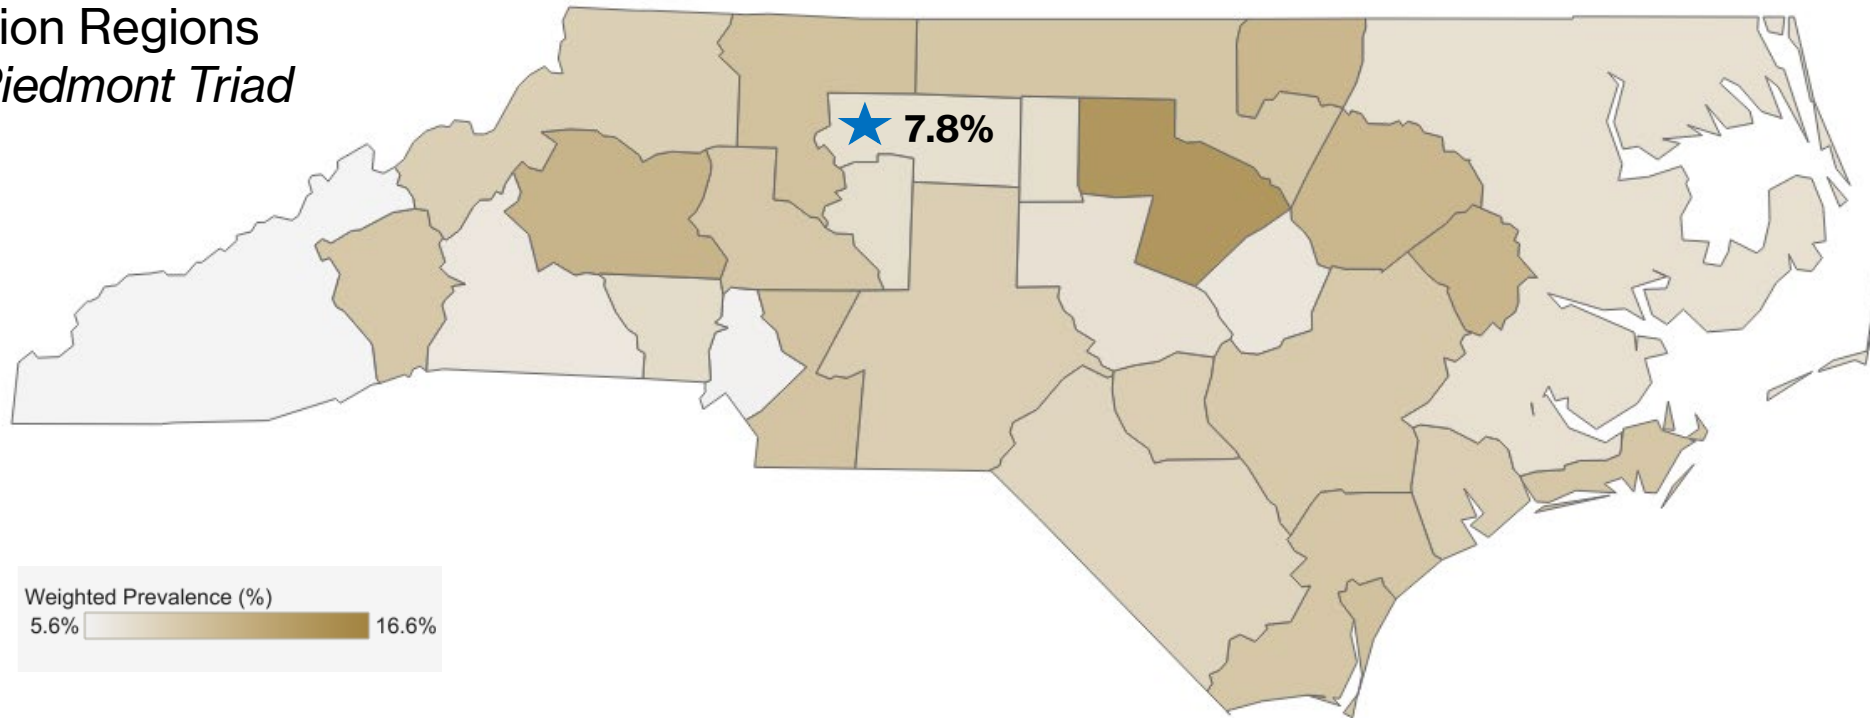 ion Regions
Piedmont Triad
7.8%
Weighted Prevalence (%)
5.6% 16.6%